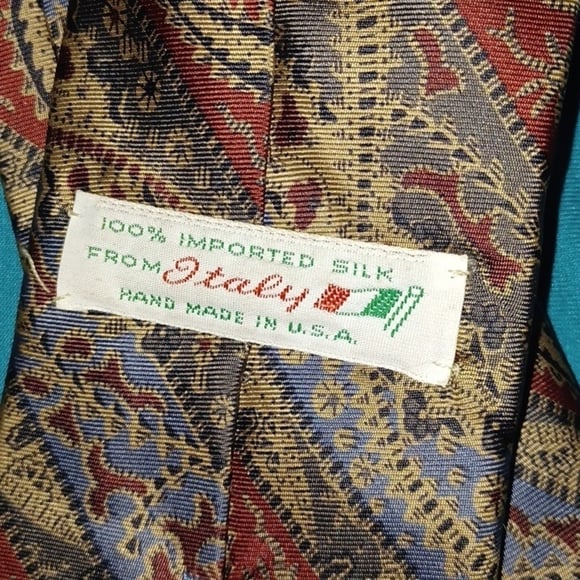 100% IMPORTED SILK
FROM Italy
HAND MADE IN U.S.A.